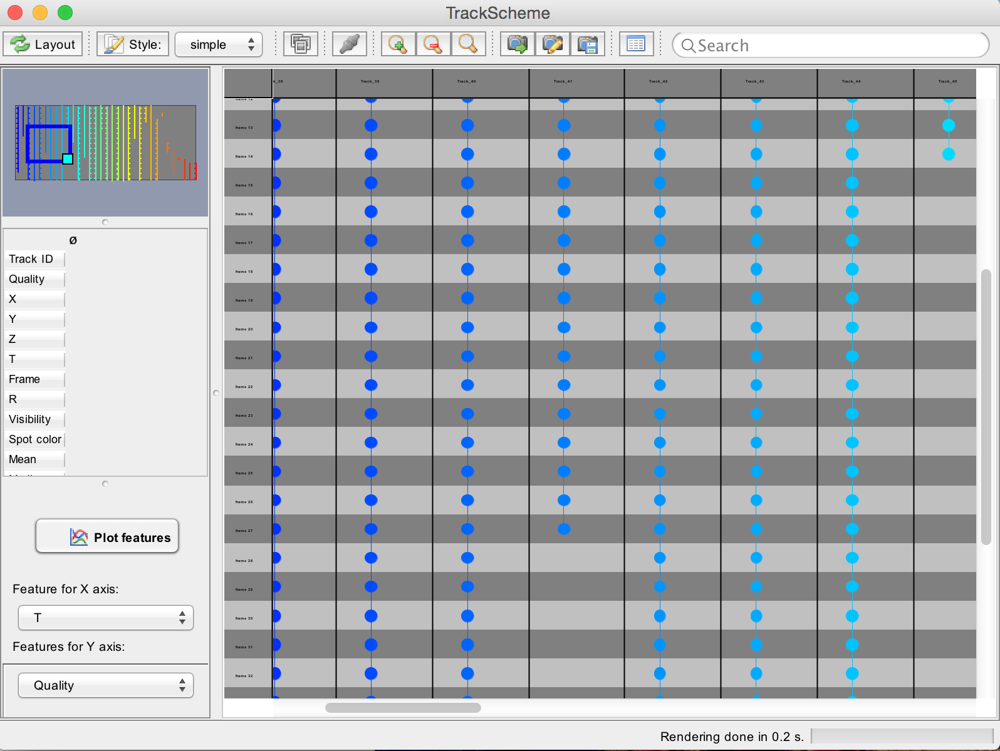 TrackScheme
Layout
Style:
simple
Search
k_38
Track_39
Track_40
Track_41
Track_42
Track_43
Track_44
Track_45
frame 13
frame 14
frame 15
frame 16
frame 17
frame 18
frame 19
frame 20
frame 21
frame 22
frame 23
frame 24
frame 25
frame 26
frame 27
frame 28
frame 29
frame 30
frame 31
frame 32
ø
Track ID
Quality
X
Y
Z
T
Frame
R
Visibility
Spot color
Mean
Plot features
Feature for X axis:
T
Features for Y axis:
Quality
Rendering done in 0.2 s.